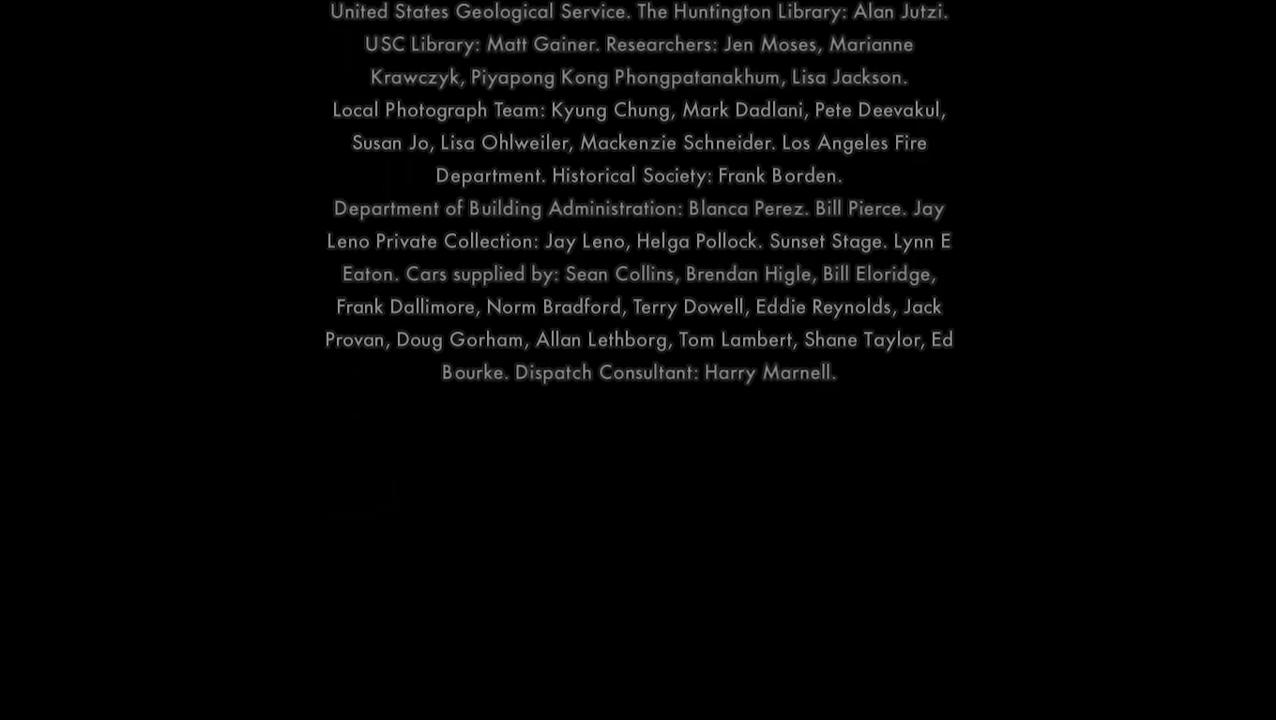 United States Geological Service. The Huntington Library: Alan Jutzi.
USC Library: Matt Gainer. Researchers: Jen Moses, Marianne
Krawczyk, Piyapong Kong Phongpatanakhum, Lisa Jackson.
Local Photograph Team: Kyung Chung, Mark Dadlani, Pete Deevakul,
Susan Jo, Lisa Ohlweiler, Mackenzie Schneider. Los Angeles Fire
Department. Historical Society: Frank Borden.
Department of Building Administration: Blanca Perez. Bill Pierce. Jay
Leno Private Collection: Jay Leno, Helga Pollock. Sunset Stage. Lynn E
Eaton. Cars supplied by: Sean Collins, Brendan Higle, Bill Eloridge,
Frank Dallimore, Norm Bradford, Terry Dowell, Eddie Reynolds, Jack
Provan, Doug Gorham, Allan Lethborg, Tom Lambert, Shane Taylor, Ed
Bourke. Dispatch Consultant: Harry Marnell.